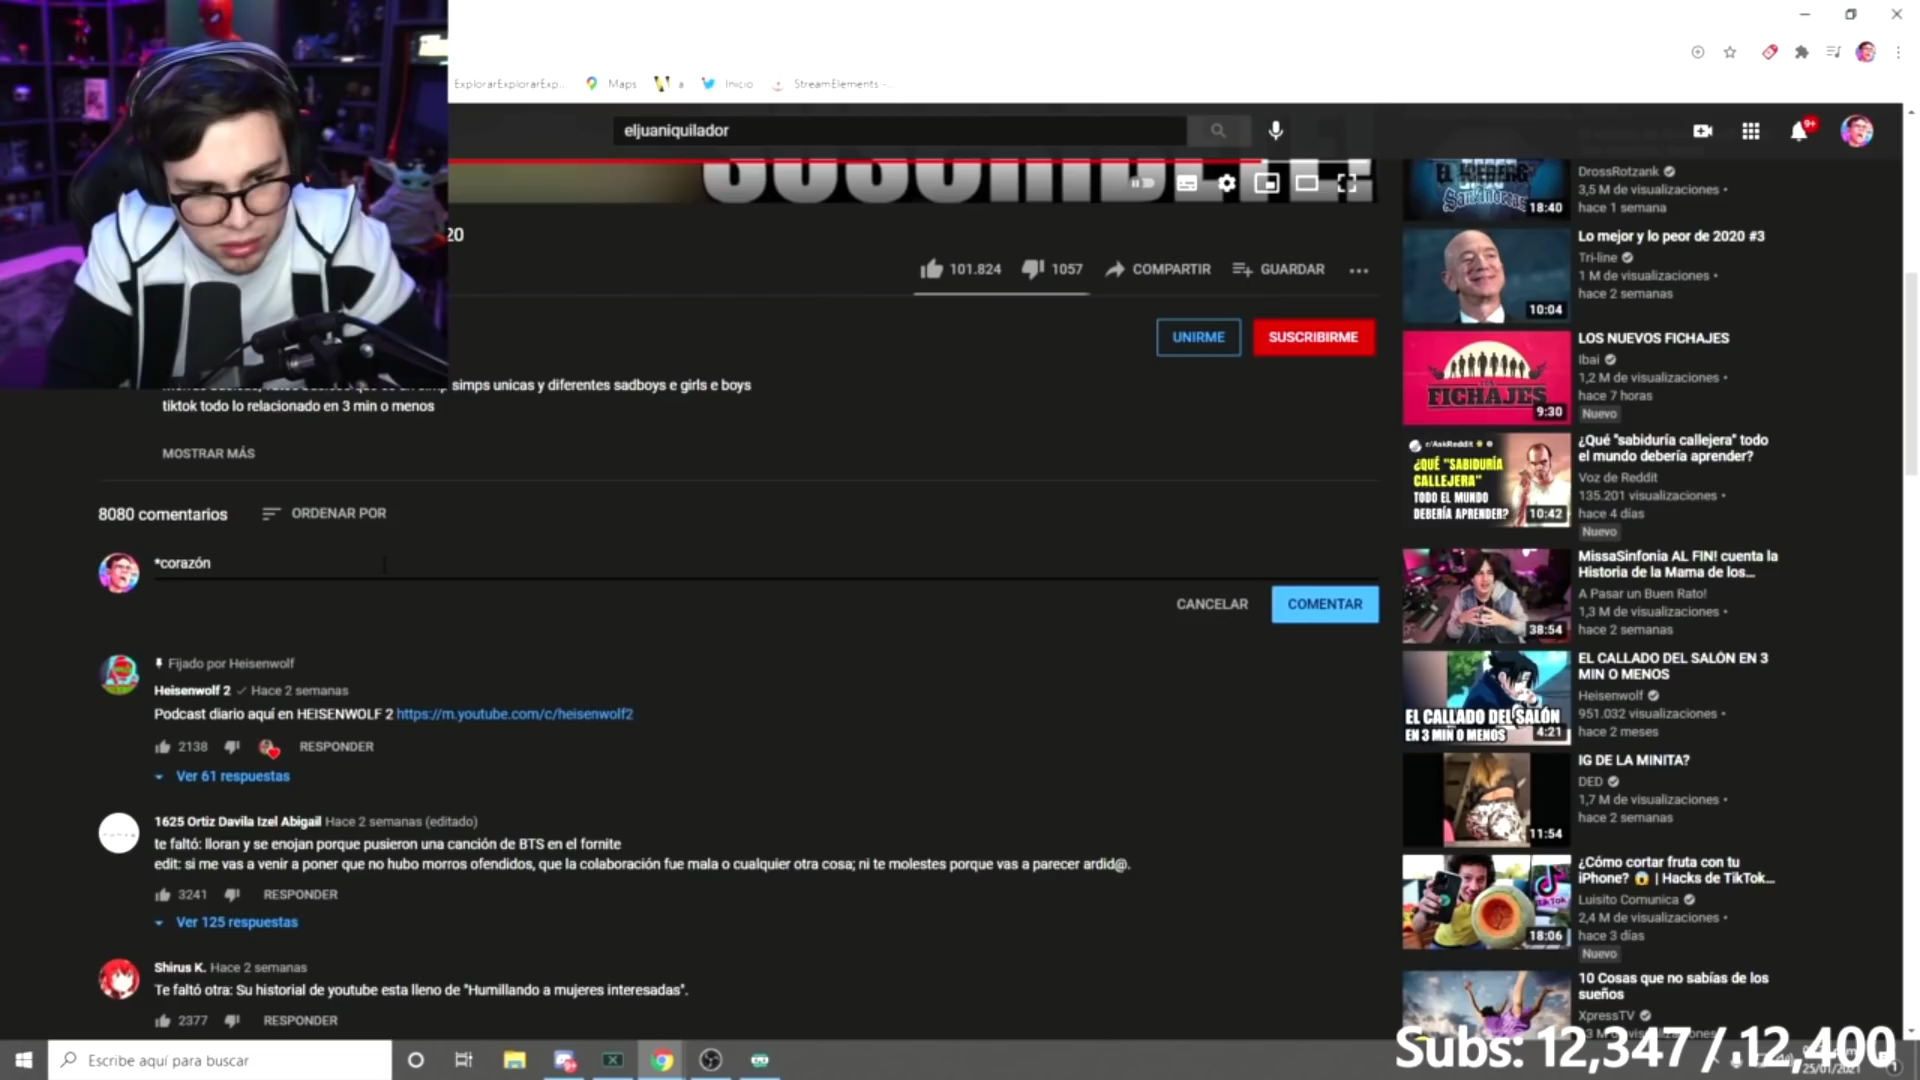 ExplorarExplorarExp...
Maps
a
Inicio
StreamElements - ...
eljuaniquilador
9+
SUSCRIBETE!
20
101.824
1057
COMPARTIR
GUARDAR
UNIRME
SUSCRIBIRME
simps unicas y diferentes sadboys e girls e boys
tiktok todo lo relacionado en 3 min o menos
MOSTRAR MÁS
8080 comentarios
ORDENAR POR
*corazón
CANCELAR
COMENTAR
Fijado por Heisenwolf
Heisenwolf 2 Hace 2 semanas
Podcast diario aquí en HEISENWOLF 2 https://m.youtube.com/c/heisenwolf2
2138
RESPONDER
Ver 61 respuestas
1625 Ortiz Davila Izel Abigail Hace 2 semanas (editado)
te faltó: lloran y se enojan porque pusieron una canción de BTS en el fornite
edit: si me vas a venir a poner que no hubo morros ofendidos, que la colaboración fue mala o cualquier otra cosa; ni te molestes porque vas a parecer ardid@.
3241
RESPONDER
Ver 125 respuestas
Shirus K. Hace 2 semanas
Te faltó otra: Su historial de youtube esta lleno de "Humillando a mujeres interesadas".
2377
RESPONDER
18:40
DrossRotzank
3,5 M de visualizaciones •
hace 1 semana
10:04
Lo mejor y lo peor de 2020 #3
Tri-line
1 M de visualizaciones •
hace 2 semanas
FICHAJES
9:30
LOS NUEVOS FICHAJES
Ibai
1,2 M de visualizaciones •
hace 7 horas
Nuevo
r/AskReddit
¿QUÉ "SABIDURÍA
CALLEJERA"
TODO EL MUNDO
DEBERÍA APRENDER?
10:42
¿Qué "sabiduría callejera" todo
el mundo debería aprender?
Voz de Reddit
135.201 visualizaciones •
hace 4 días
Nuevo
38:54
MissaSinfonia AL FIN! cuenta la
Historia de la Mama de los...
A Pasar un Buen Rato!
1,3 M de visualizaciones •
hace 2 semanas
EL CALLADO DEL SALÓN
EN 3 MIN O MENOS
4:21
EL CALLADO DEL SALÓN EN 3
MIN O MENOS
Heisenwolf
951.032 visualizaciones •
hace 2 meses
11:54
IG DE LA MINITA?
DED
1,7 M de visualizaciones •
hace 2 semanas
TikTok
18:06
¿Cómo cortar fruta con tu
iPhone? 😱 | Hacks de TikTok...
Luisito Comunica
2,4 M de visualizaciones •
hace 3 días
Nuevo
10 Cosas que no sabías de los
sueños
XpressTV
Subs: 12,347 / 12,400
Escribe aquí para buscar
25/01/2021